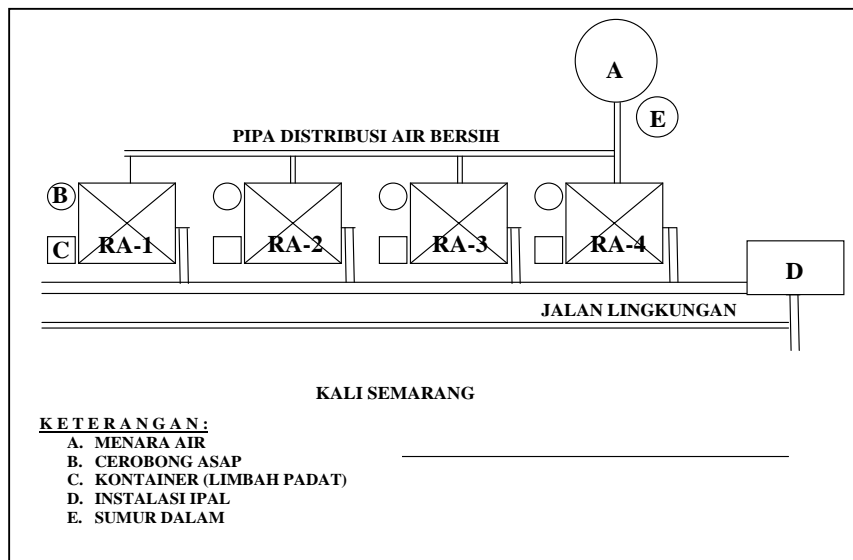 A
E
PIPA DISTRIBUSI AIR BERSIH
B
C
RA-1
RA-2
RA-3
RA-4
D
JALAN LINGKUNGAN
KALI SEMARANG
K E T E R A N G A N :
A. MENARA AIR
B. CEROBONG ASAP
C. KONTAINER (LIMBAH PADAT)
D. INSTALASI IPAL
E. SUMUR DALAM